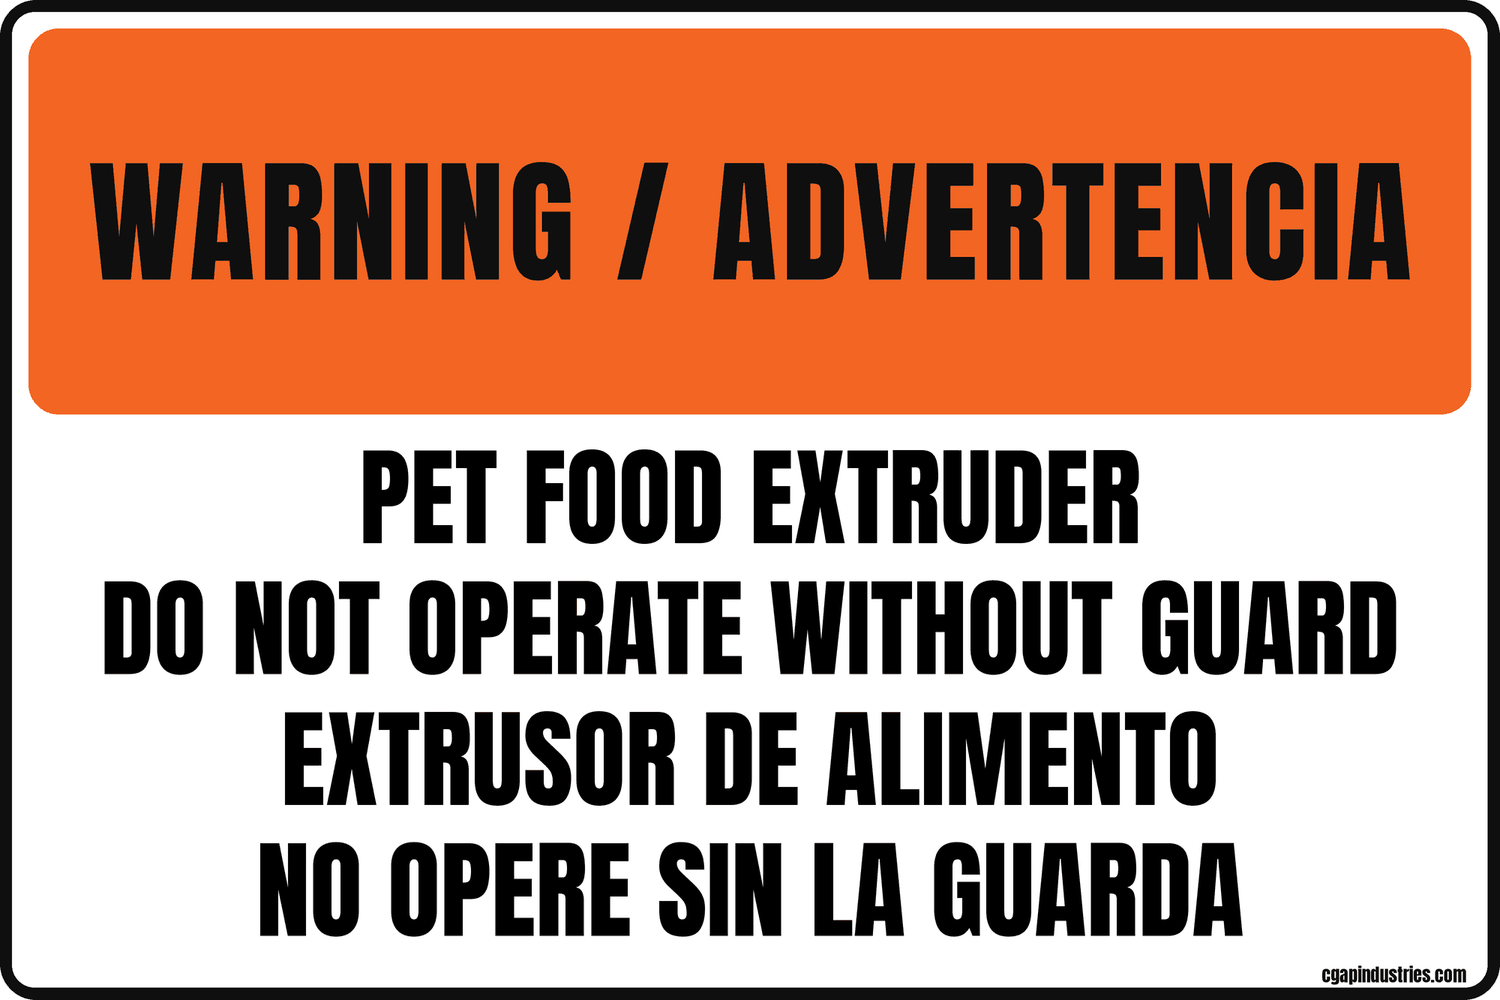 WARNING / ADVERTENCIA
PET FOOD EXTRUDER
DO NOT OPERATE WITHOUT GUARD
EXTRUSOR DE ALIMENTO
NO OPERE SIN LA GUARDA
cgapindustries.com